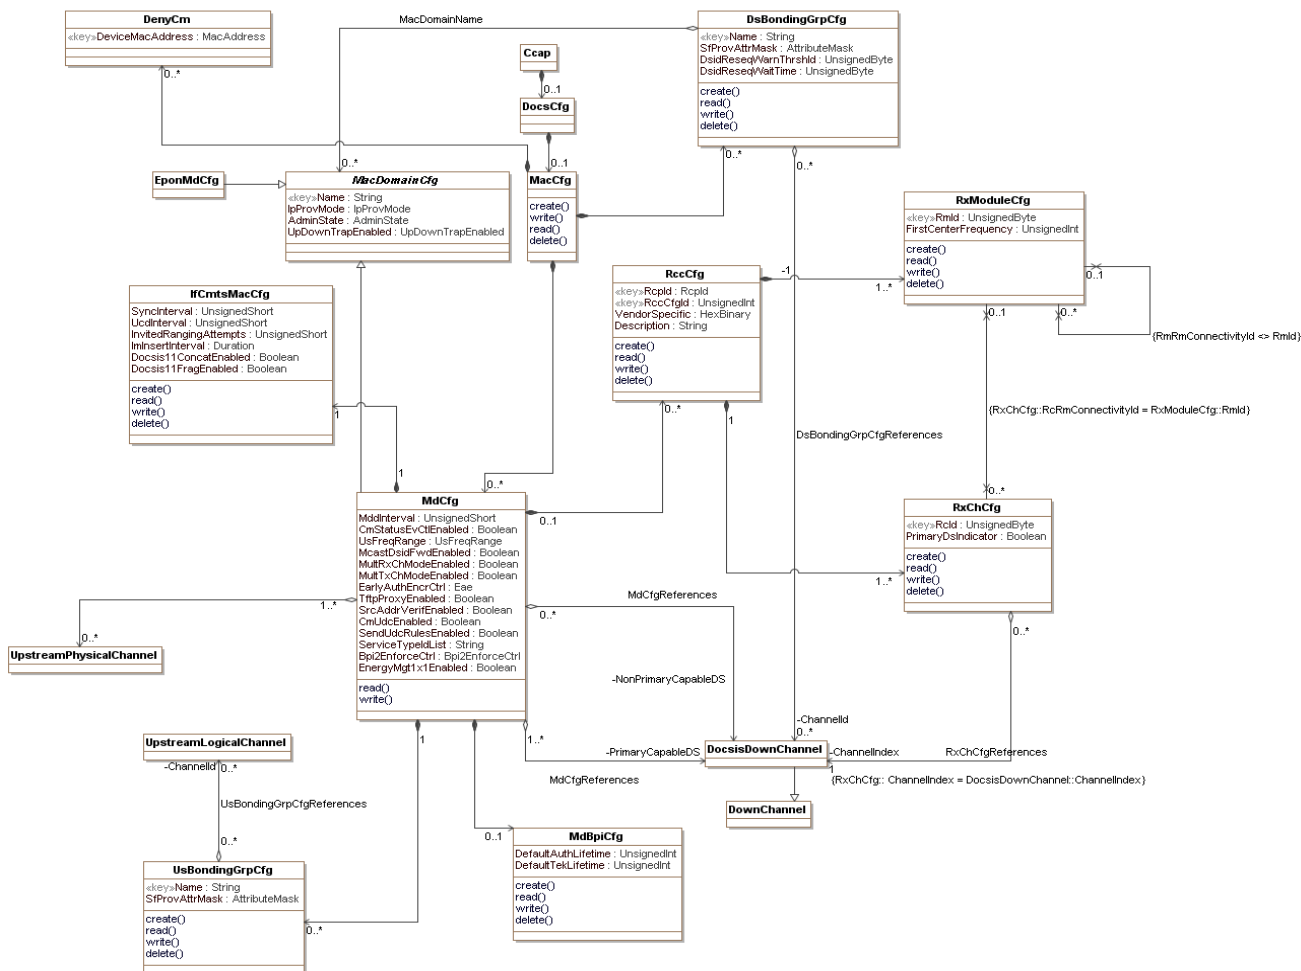 DenyCm
«key»DeviceMacAddress : MacAddress
0..*
MacDomainName
DsBondingGrpCfg
«key»Name : String
SfProvAttrMask : AttributeMask
DsidReseqWarnThrshld : UnsignedByte
DsidReseqWaitTime : UnsignedByte
create()
read()
write()
delete()
Ccap
0..1
DocsCfg
0..1
EponMdCfg
0..*
MacDomainCfg
«key»Name : String
IpProvMode : IpProvMode
AdminState : AdminState
UpDownTrapEnabled : UpDownTrapEnabled
MacCfg
create()
write()
read()
delete()
0..*
0..*
RxModuleCfg
«key»RmId : UnsignedByte
FirstCenterFrequency : UnsignedInt
create()
read()
write()
delete()
0..1
0..*
0..1
{RmRmConnectivityId <> RmId}
RccCfg
«key»RcpId : RcpId
«key»RccCfgId : UnsignedInt
VendorSpecific : HexBinary
Description : String
create()
read()
write()
delete()
-1
1..*
0..*
1
IfCmtsMacCfg
SyncInterval : UnsignedShort
UcdInterval : UnsignedShort
InvitedRangingAttempts : UnsignedShort
ImInsertInterval : Duration
Docsis11ConcatEnabled : Boolean
Docsis11FragEnabled : Boolean
create()
read()
write()
delete()
1
1
0..*
{RxChCfg::RcRmConnectivityId = RxModuleCfg::RmId}
DsBondingGrpCfgReferences
0..*
MdCfg
MddInterval : UnsignedShort
CmStatusEvCtlEnabled : Boolean
UsFreqRange : UsFreqRange
McastDsidFwdEnabled : Boolean
MultRxChModeEnabled : Boolean
MultTxChModeEnabled : Boolean
EarlyAuthEncrCtrl : Eae
TftpProxyEnabled : Boolean
SrcAddrVerifEnabled : Boolean
CmUdcEnabled : Boolean
SendUdcRulesEnabled : Boolean
ServiceTypeIdList : String
Bpi2EnforceCtrl : Bpi2EnforceCtrl
EnergyMgt1x1Enabled : Boolean
read()
write()
0..1
RxChCfg
«key»RcId : UnsignedByte
PrimaryDsIndicator : Boolean
create()
read()
write()
delete()
1..*
0..*
1..*
0..*
UpstreamPhysicalChannel
MdCfgReferences
0..*
-NonPrimaryCapableDS
-ChannelId
0..*
1
1..*
-PrimaryCapableDS
MdCfgReferences
DocsisDownChannel
-ChannelIndex
1
RxChCfgReferences
{RxChCfg:: ChannelIndex = DocsisDownChannel::ChannelIndex}
DownChannel
UpstreamLogicalChannel
-ChannelId
0..*
UsBondingGrpCfgReferences
0..*
UsBondingGrpCfg
«key»Name : String
SfProvAttrMask : AttributeMask
create()
read()
write()
delete()
0..*
0..1
MdBpiCfg
DefaultAuthLifetime : UnsignedInt
DefaultTekLifetime : UnsignedInt
create()
read()
write()
delete()